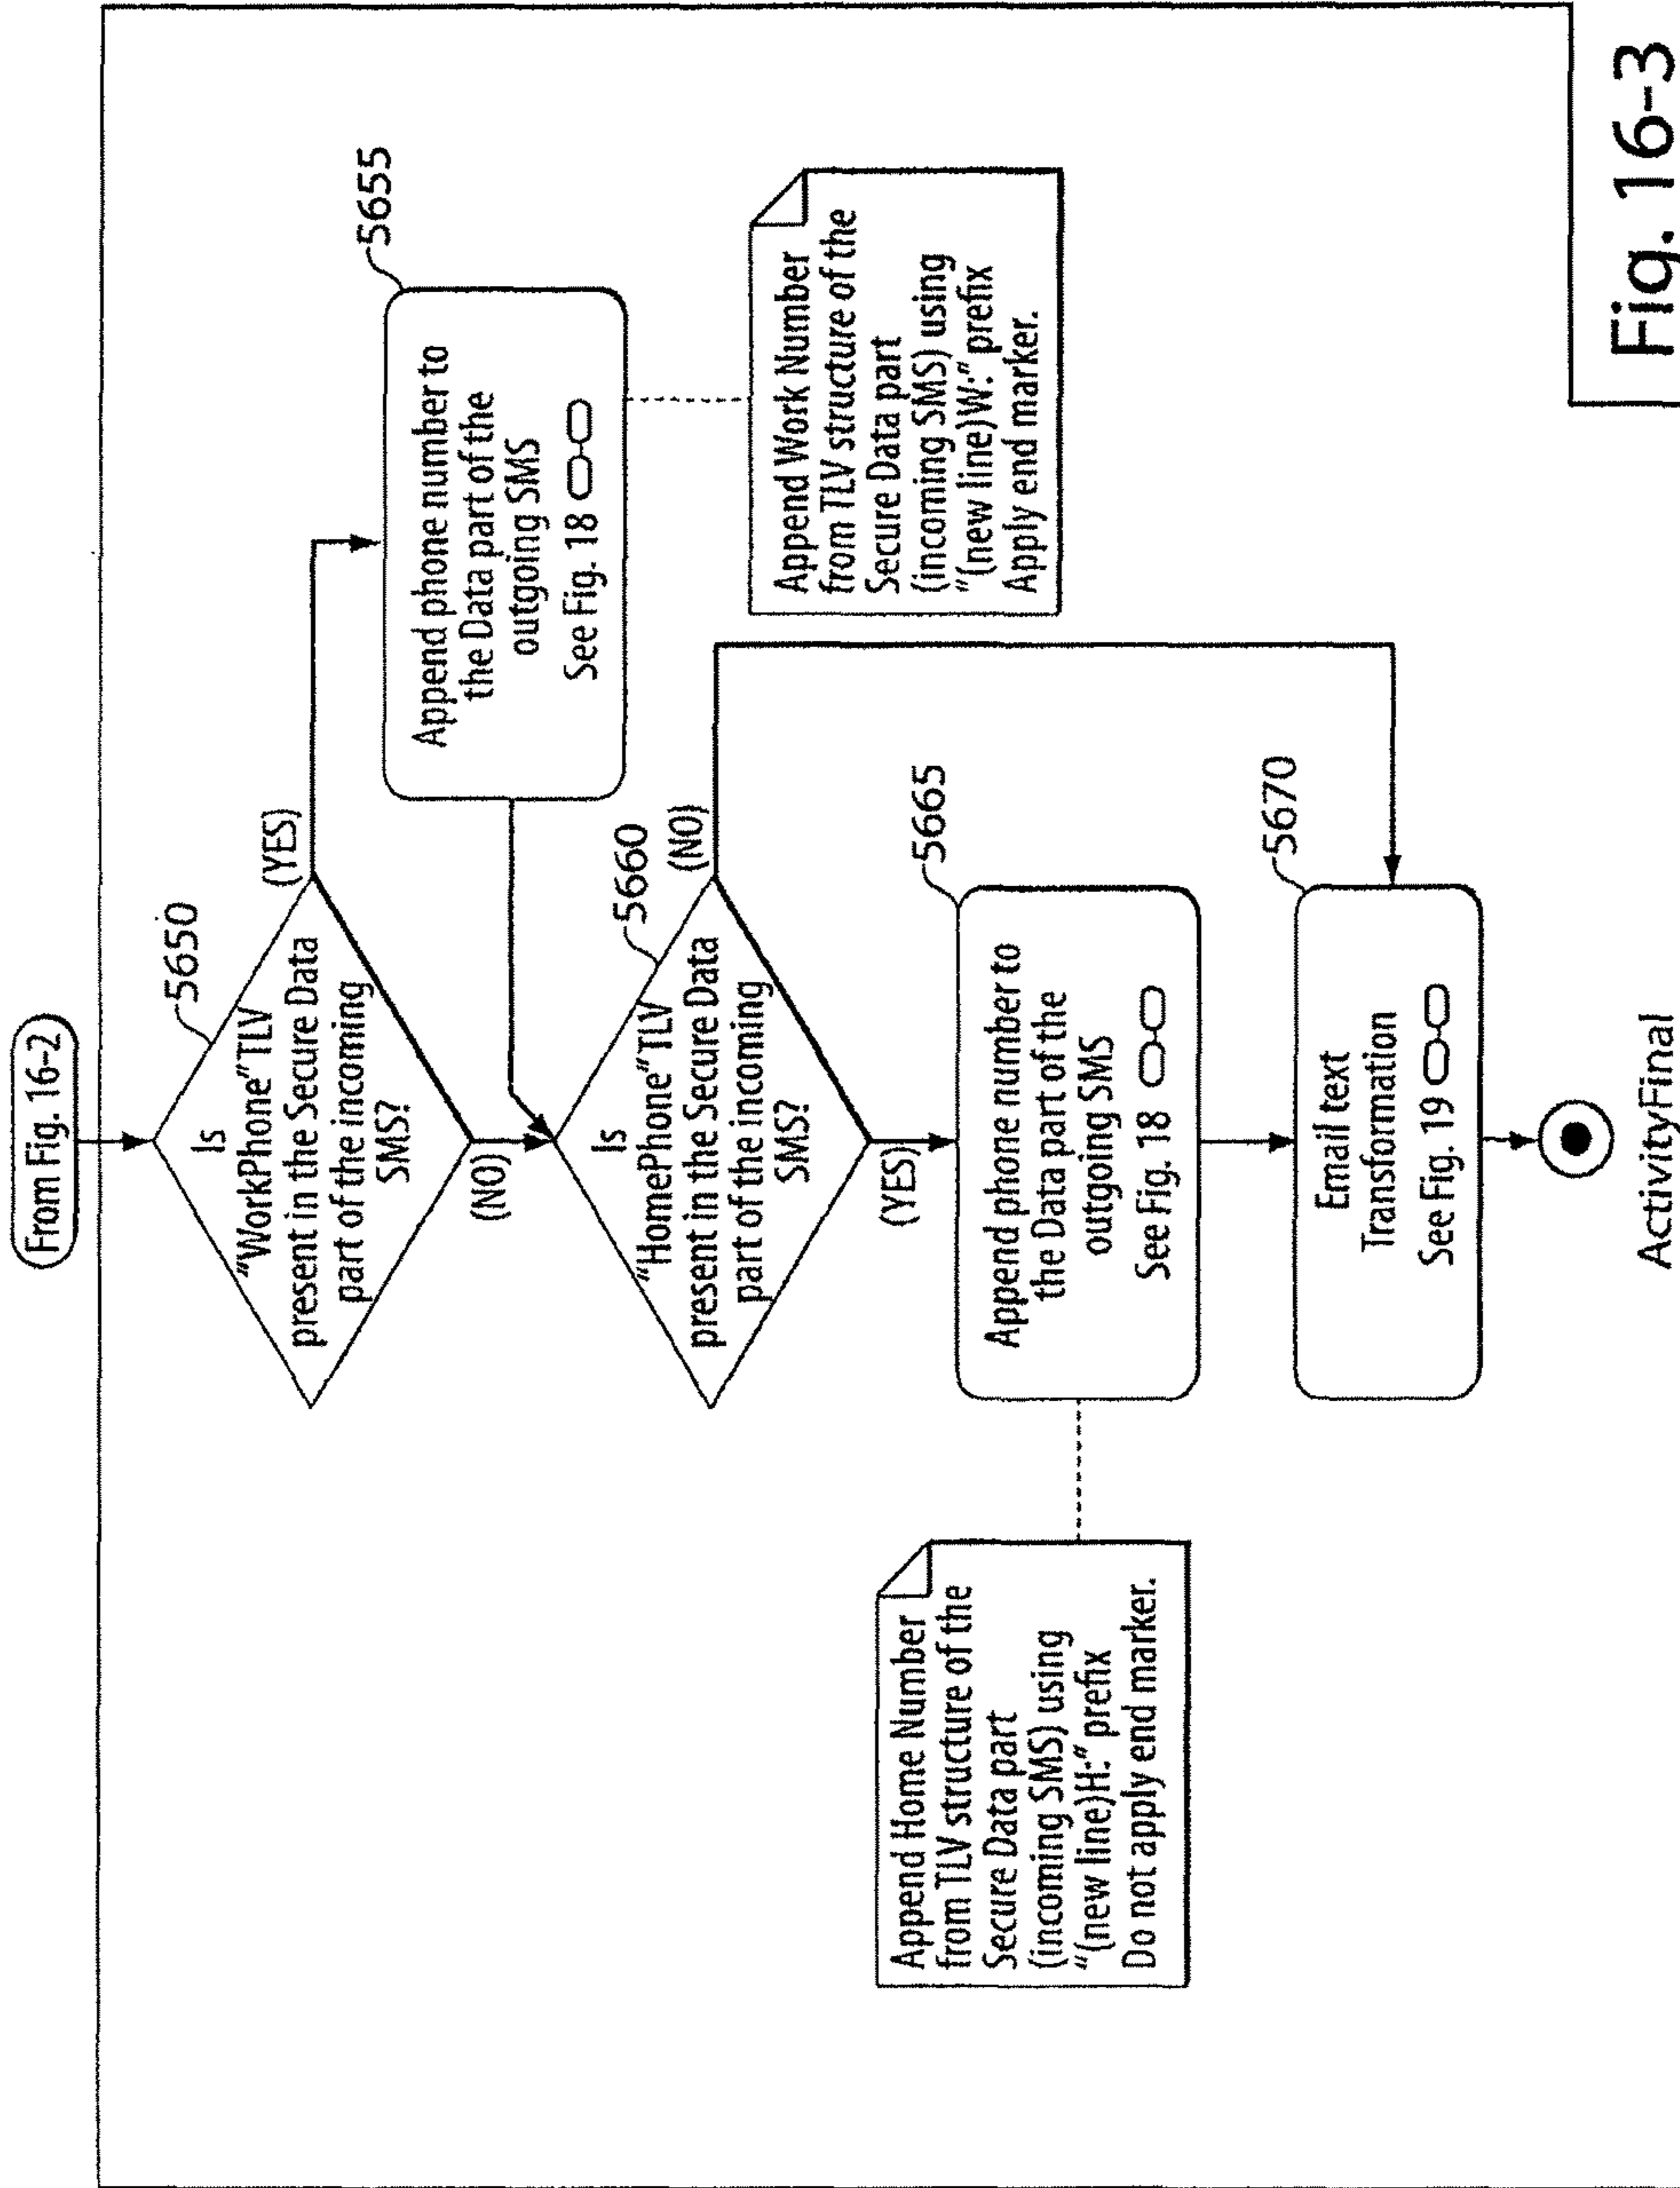 From Fig. 16-2
5650
Is
"WorkPhone" TLV
present in the Secure Data
part of the incoming
SMS?
(YES)
(NO)
5655
Append phone number to
the Data part of the
outgoing SMS
See Fig. 18
Append Work Number
from TLV structure of the
Secure Data part
(incoming SMS) using
"(new line)W:" prefix
Apply end marker.
5660
Is
"HomePhone" TLV
present in the Secure Data
part of the incoming
SMS?
(NO)
(YES)
5665
Append phone number to
the Data part of the
outgoing SMS
See Fig. 18
Append Home Number
from TLV structure of the
Secure Data part
(incoming SMS) using
"(new line)H:" prefix
Do not apply end marker.
5670
Email text
Transformation
See Fig. 19
ActivityFinal
Fig. 16-3